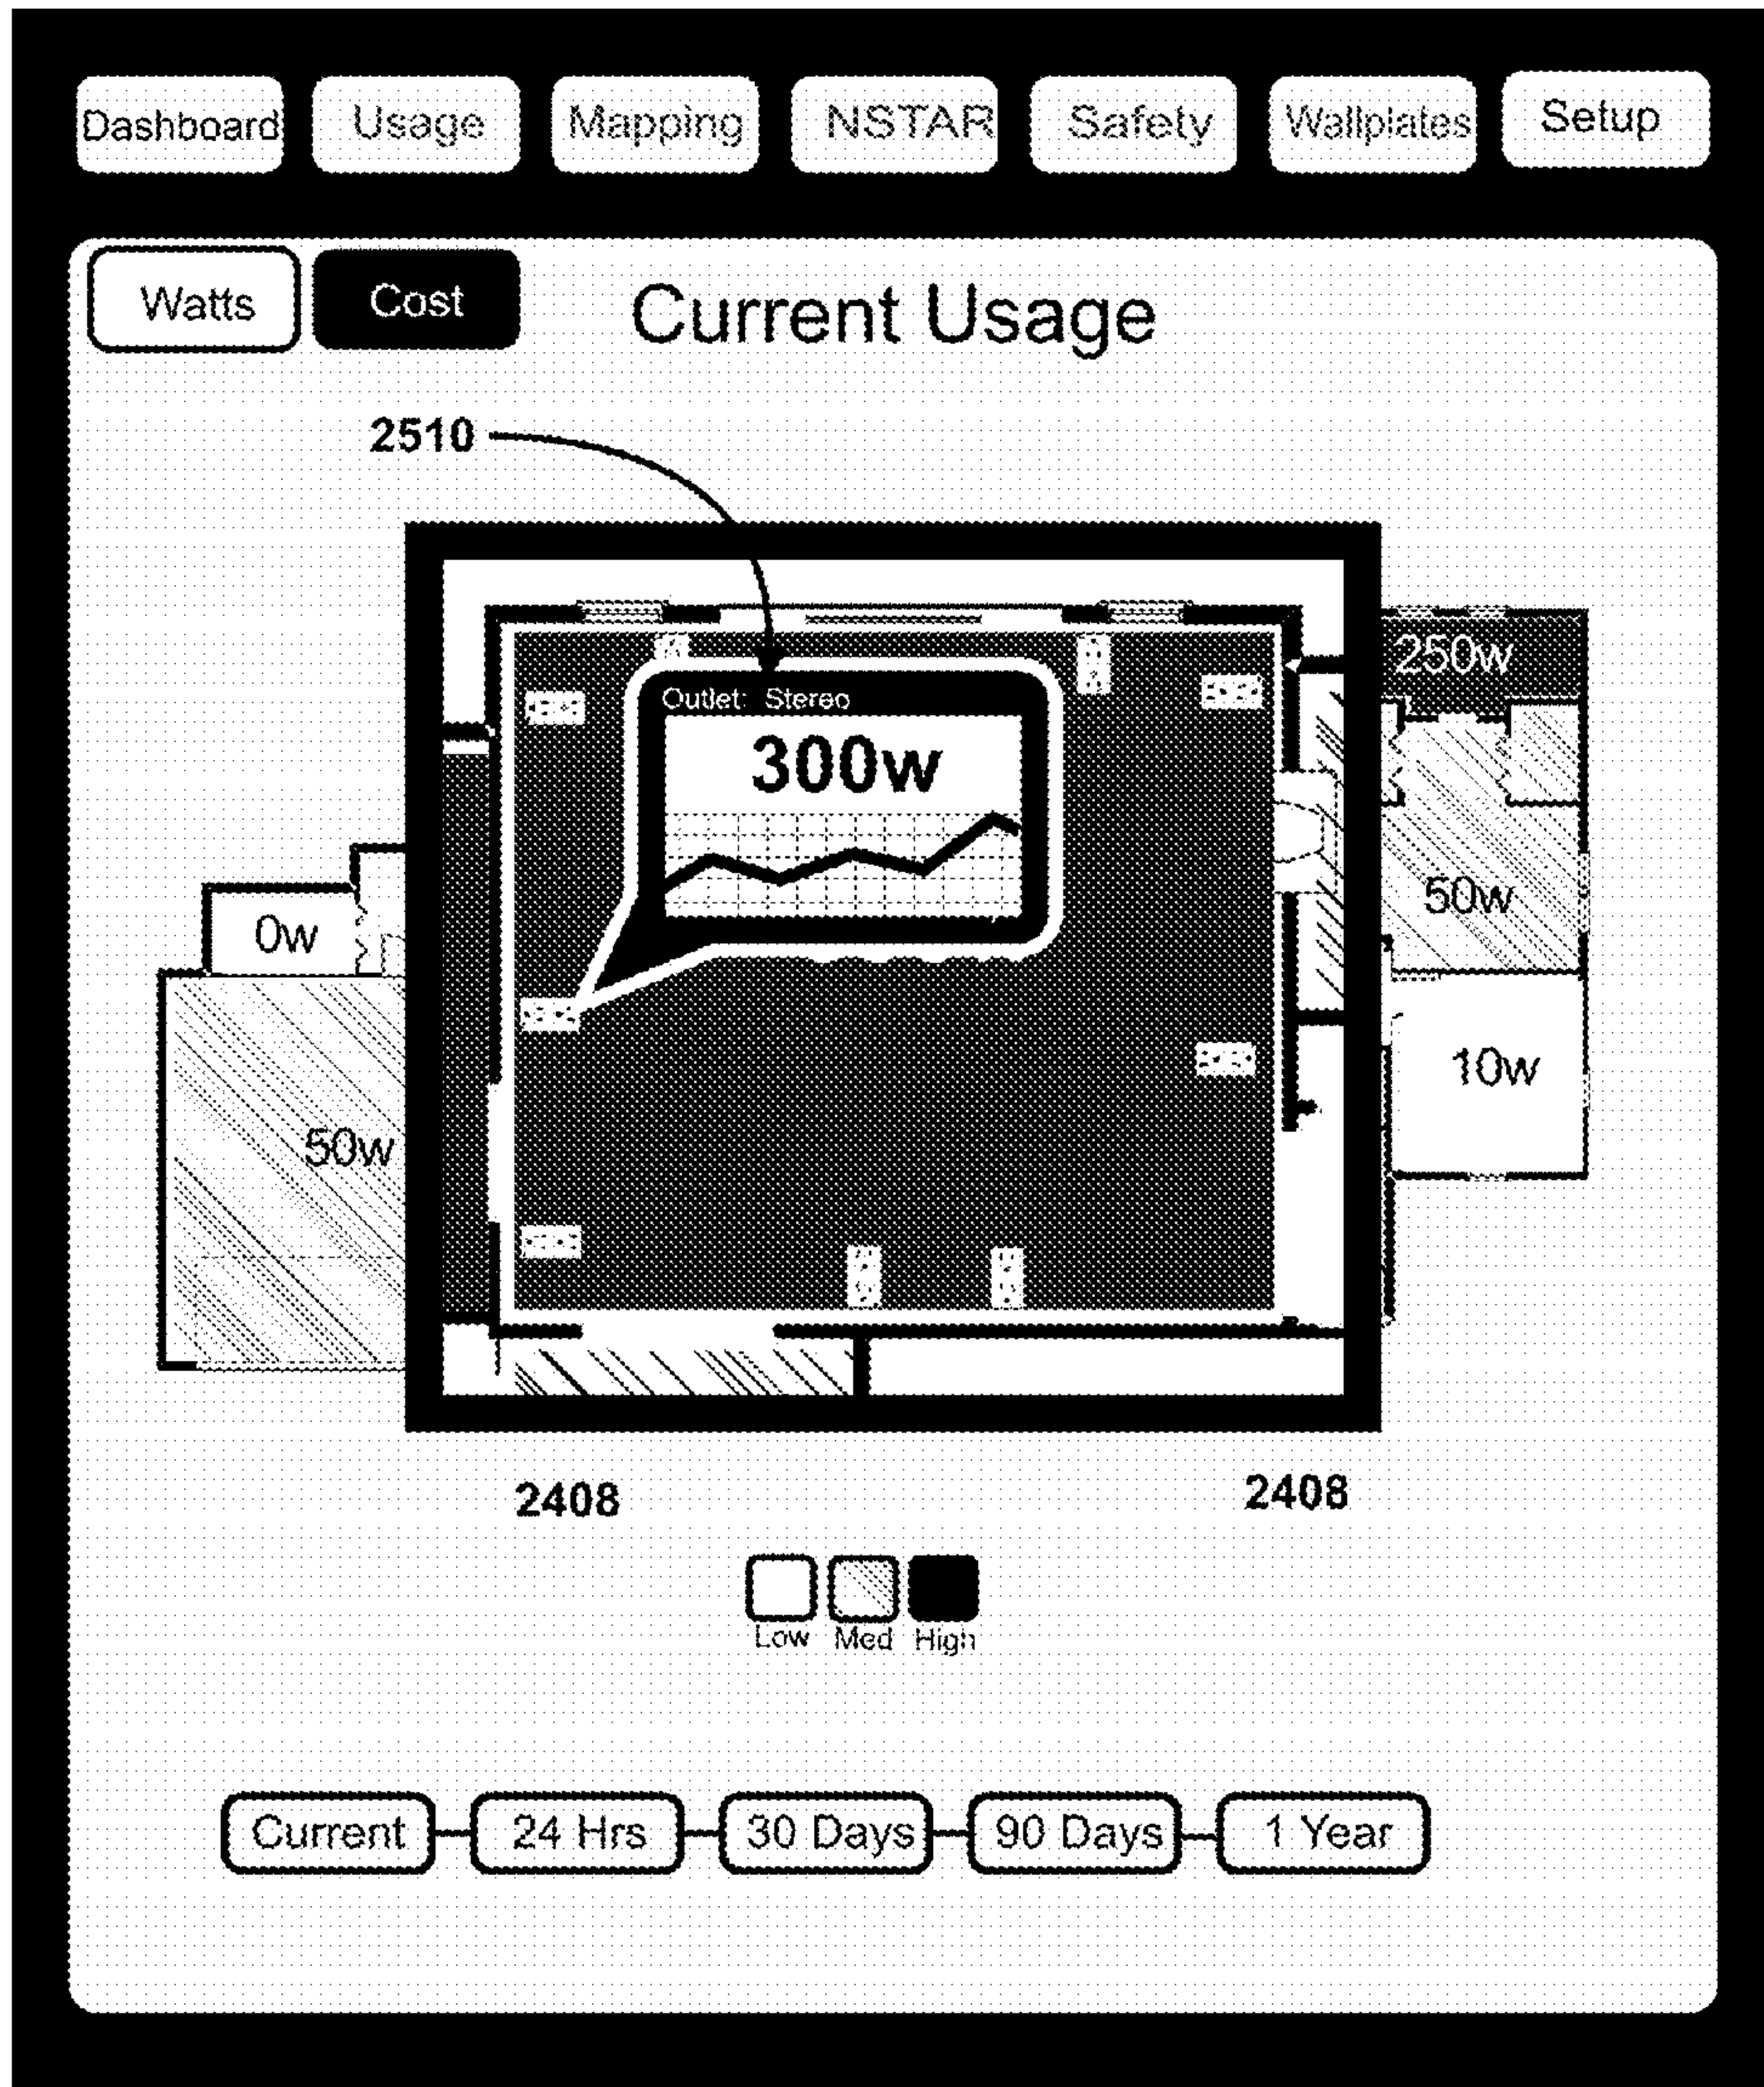 Dashboard Usage Mapping NSTAR Safety Wallplates Setup
Watts Cost Current Usage
2510
250w
Outlet: Stereo
300w
50w
0w
10w
50w
2408 2408
Low Med High
Current 24 Hrs 30 Days 90 Days 1 Year